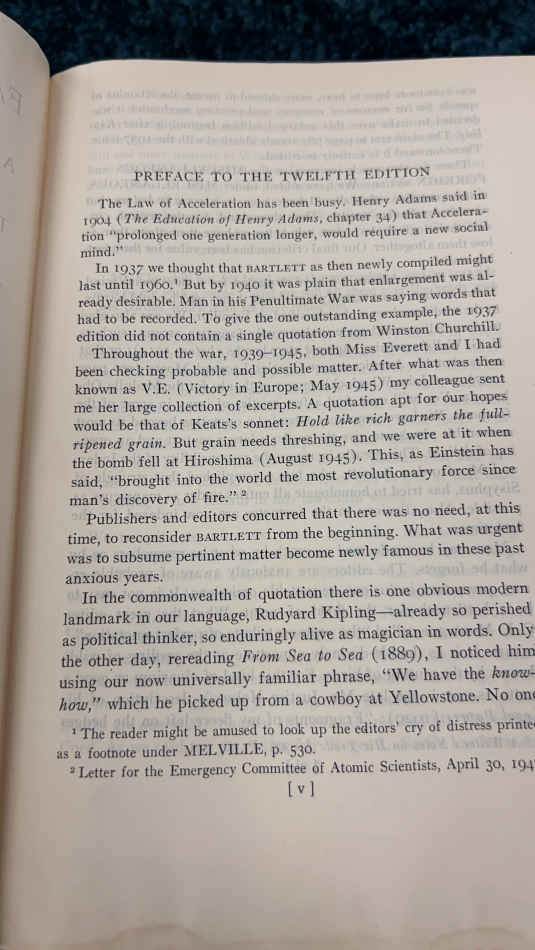 PREFACE TO THE TWELFTH EDITION
The Law of Acceleration has been busy. Henry Adams said in
1904 (The Education of Henry Adams, chapter 34) that Accelera-
tion "prolonged one generation longer, would require a new social
mind."
In 1937 we thought that BARTLETT as then newly compiled might
last until 1960.¹ But by 1940 it was plain that enlargement was al-
ready desirable. Man in his Penultimate War was saying words that
had to be recorded. To give the one outstanding example, the 1937
edition did not contain a single quotation from Winston Churchill.
Throughout the war, 1939–1945, both Miss Everett and I had
been checking probable and possible matter. After what was then
known as V.E. (Victory in Europe; May 1945) my colleague sent
me her large collection of excerpts. A quotation apt for our hopes
would be that of Keats's sonnet: Hold like rich garners the full-
ripened grain. But grain needs threshing, and we were at it when
the bomb fell at Hiroshima (August 1945). This, as Einstein has
said, "brought into the world the most revolutionary force since
man's discovery of fire." ²
Publishers and editors concurred that there was no need, at this
time, to reconsider BARTLETT from the beginning. What was urgent
was to subsume pertinent matter become newly famous in these past
anxious years.
In the commonwealth of quotation there is one obvious modern
landmark in our language, Rudyard Kipling—already so perished
as political thinker, so enduringly alive as magician in words. Only
the other day, rereading From Sea to Sea (1889), I noticed him
using our now universally familiar phrase, "We have the know-
how," which he picked up from a cowboy at Yellowstone. No one
¹ The reader might be amused to look up the editors' cry of distress printe
as a footnote under MELVILLE, p. 530.
² Letter for the Emergency Committee of Atomic Scientists, April 30, 194
[ v ]